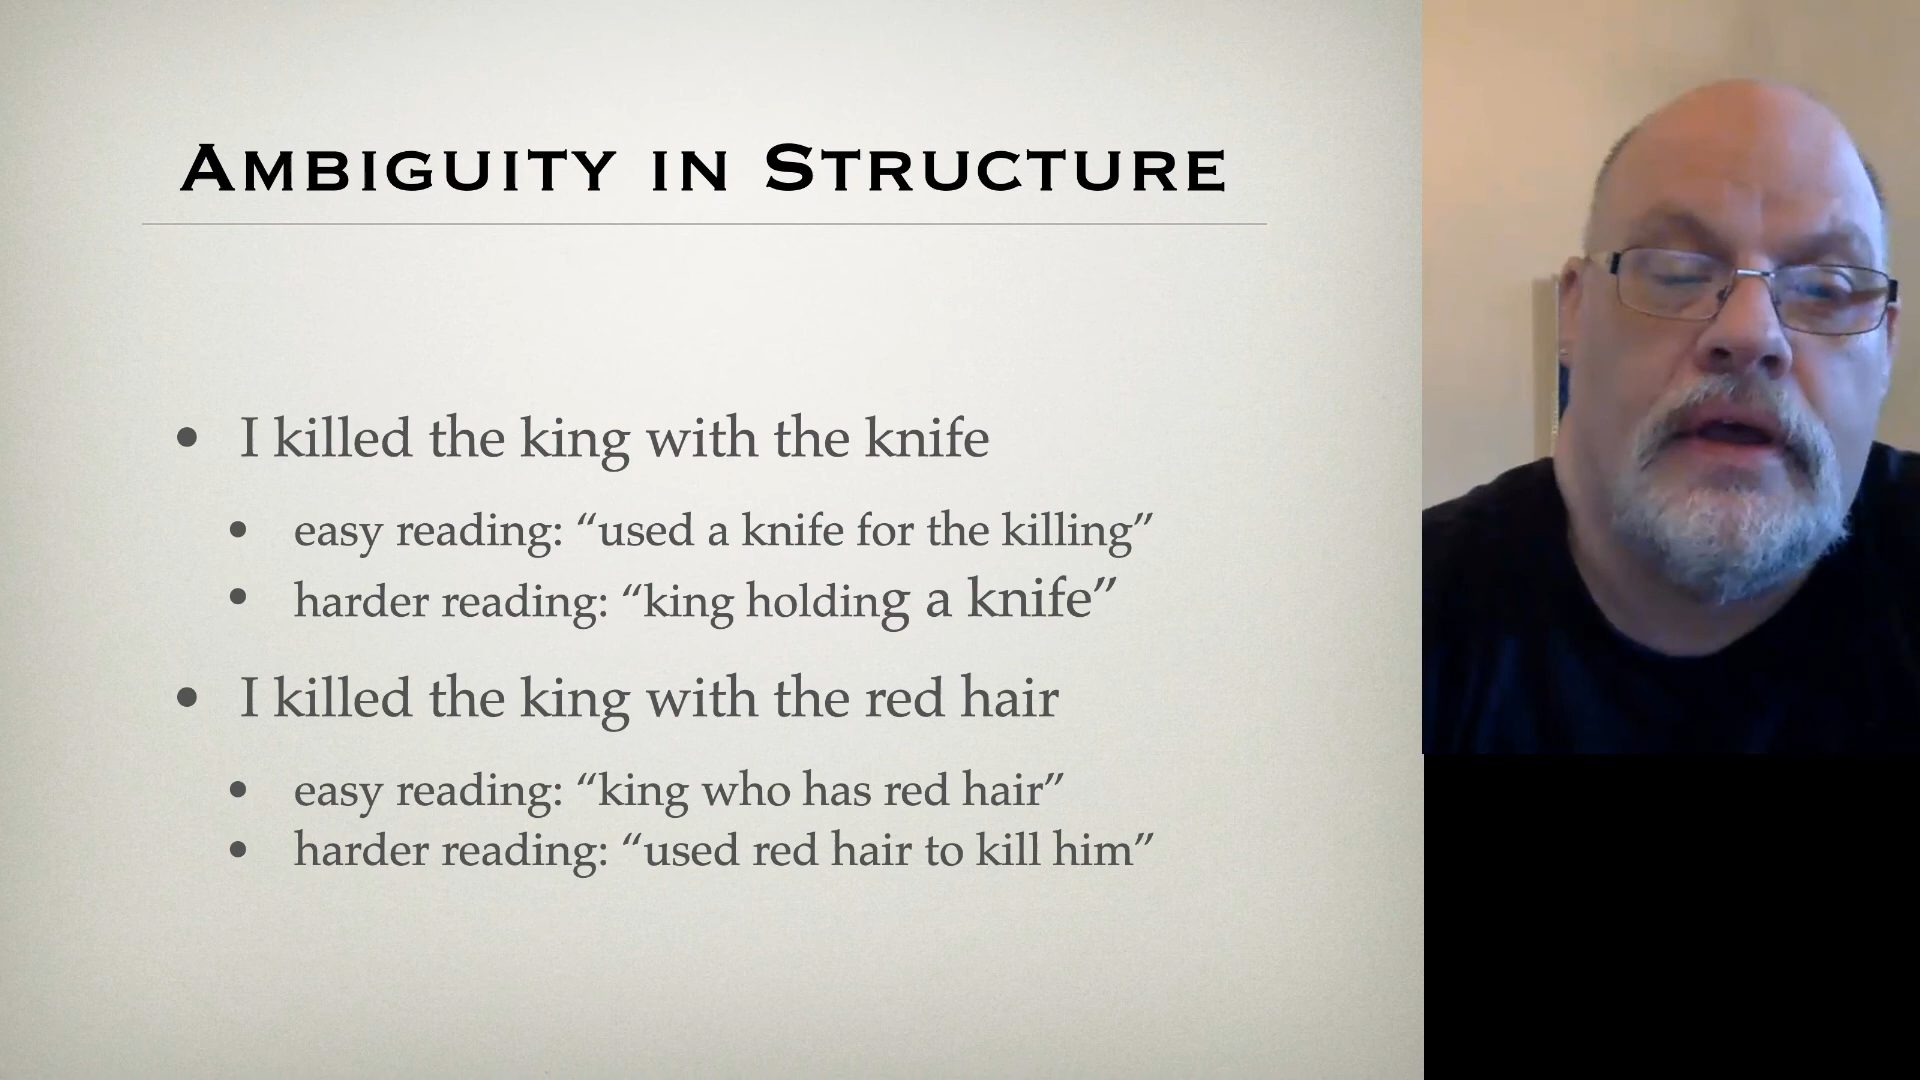 AMBIGUITY IN STRUCTURE
• I killed the king with the knife
• easy reading: “used a knife for the killing”
• harder reading: “king holding a knife”
• I killed the king with the red hair
• easy reading: “king who has red hair”
• harder reading: “used red hair to kill him”